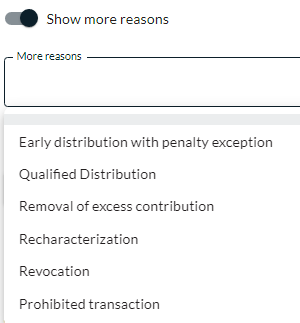 Show more reasons
More reasons
Early distribution with penalty exception
Qualified Distribution
Removal of excess contribution
Recharacterization
Revocation
Prohibited transaction